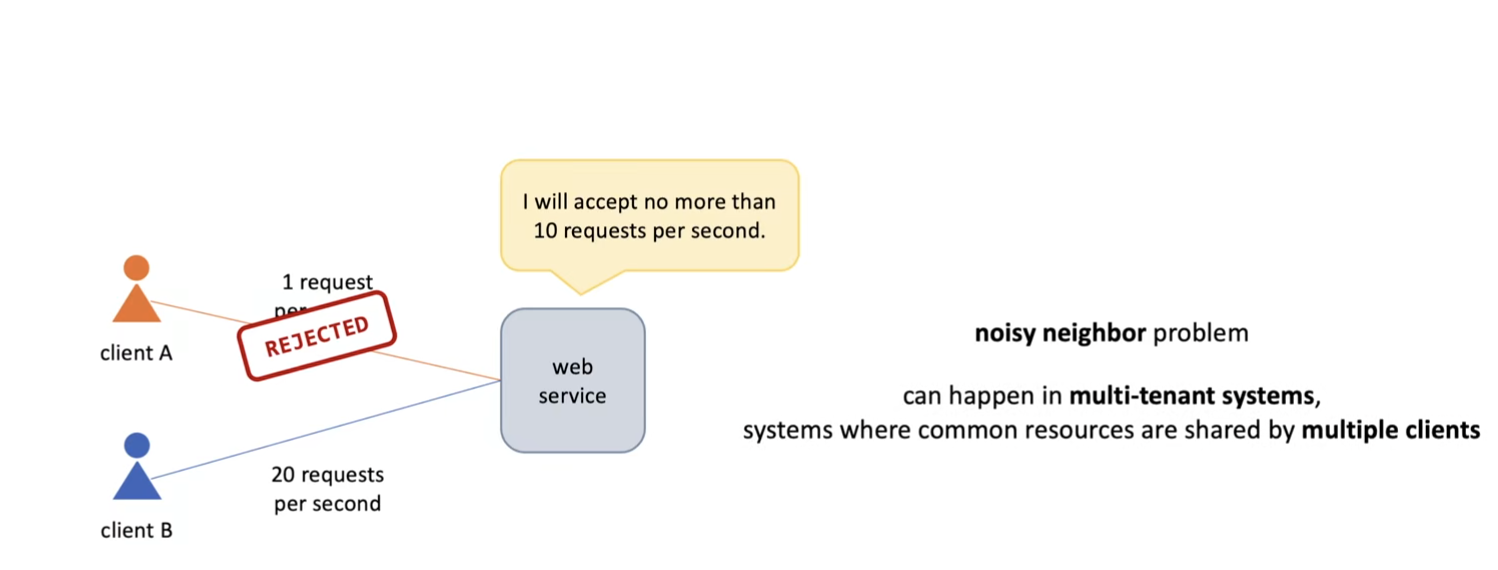 I will accept no more than
10 requests per second.
1 request
REJECTED
client A
web
service
20 requests
per second
client B
noisy neighbor problem
can happen in multi-tenant systems,
systems where common resources are shared by multiple clients